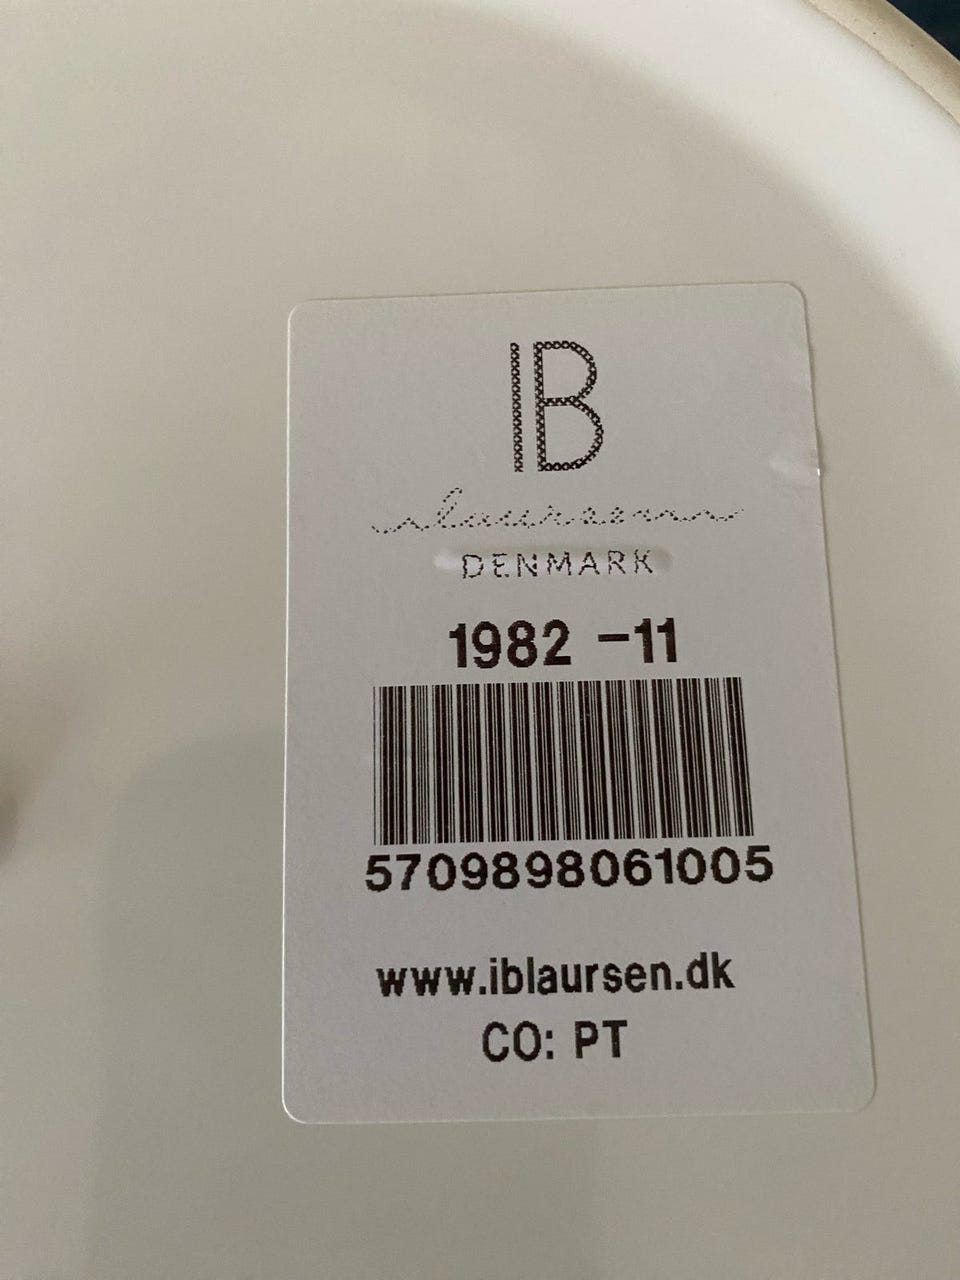 IB
laursen
DENMARK
1982 -11
5709898061005
www.iblaursen.dk
CO: PT